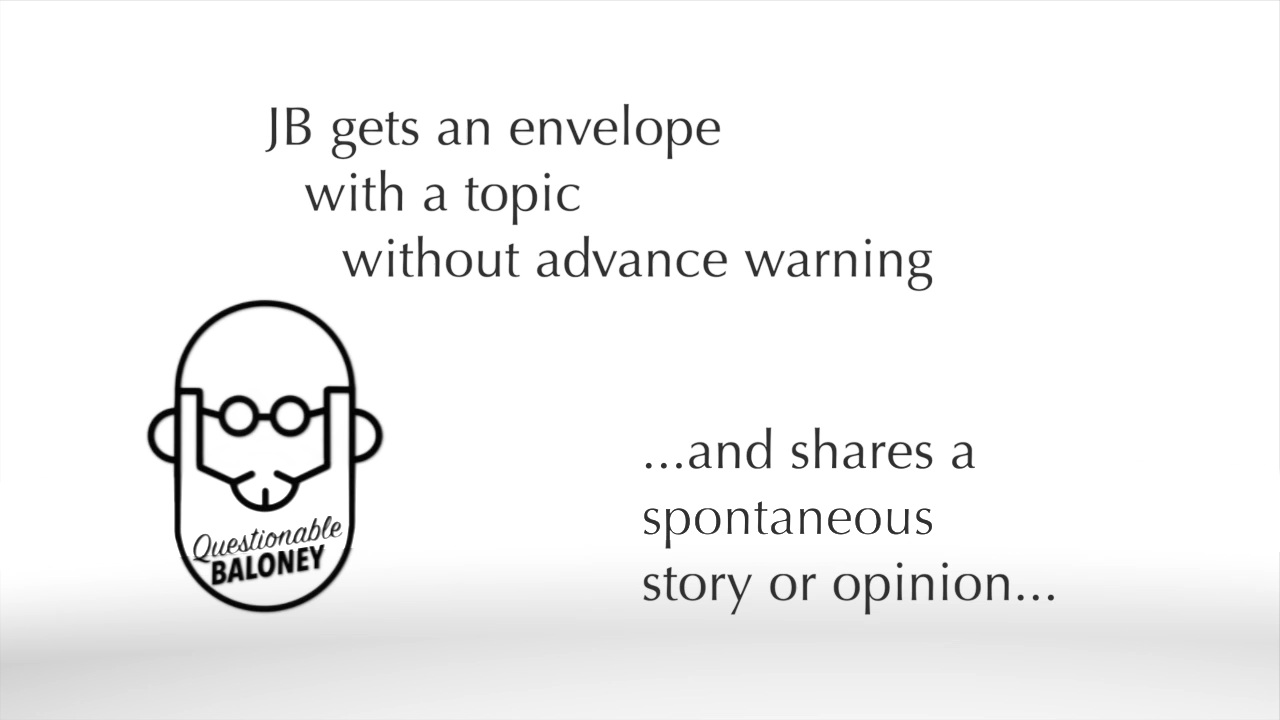 JB gets an envelope
with a topic
without advance warning
...and shares a
spontaneous
story or opinion...
Questionable
BALONEY